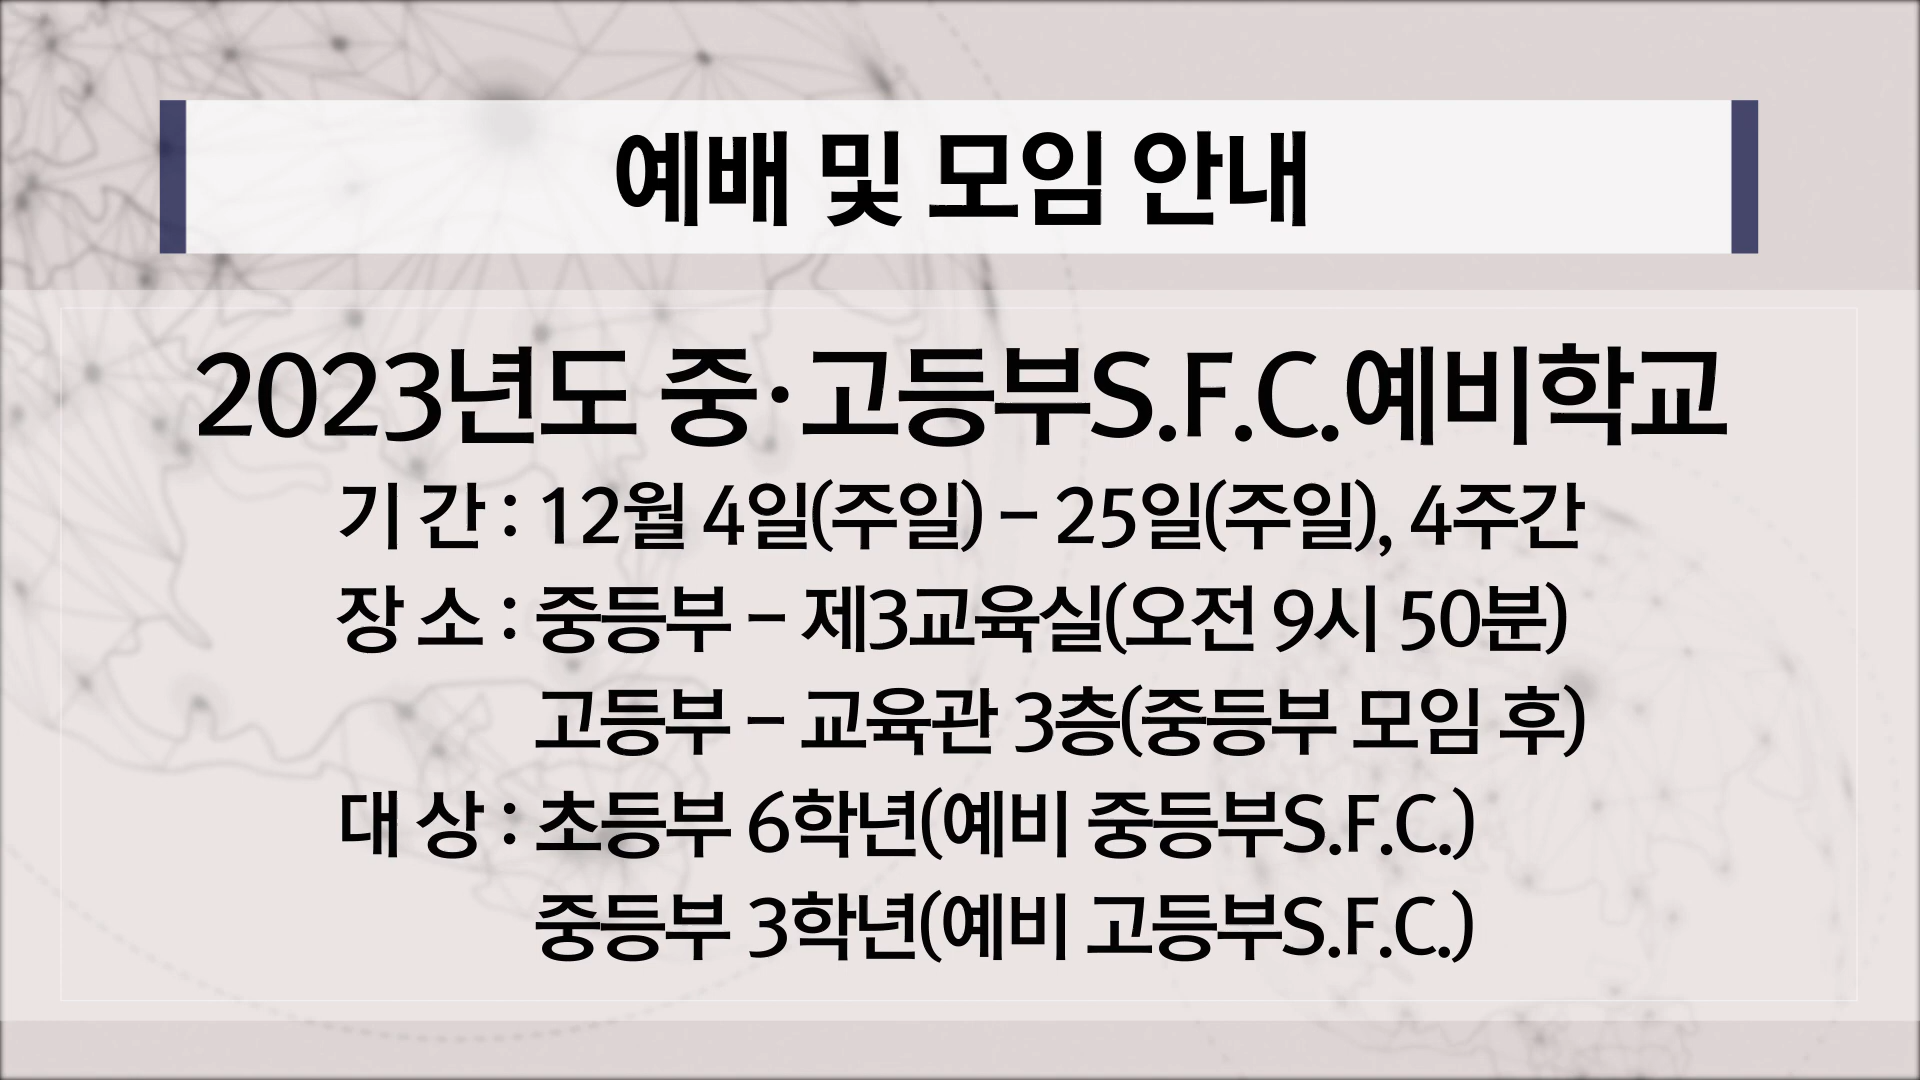 예배 및 모임 안내
2023년도 중·고등부S.F.C.예비학교
기 간 : 12월 4일(주일) - 25일(주일), 4주간
장 소 : 중등부 - 제3교육실(오전 9시 50분)
고등부 - 교육관 3층(중등부 모임 후)
대 상 : 초등부 6학년(예비 중등부S.F.C.)
중등부 3학년(예비 고등부S.F.C.)